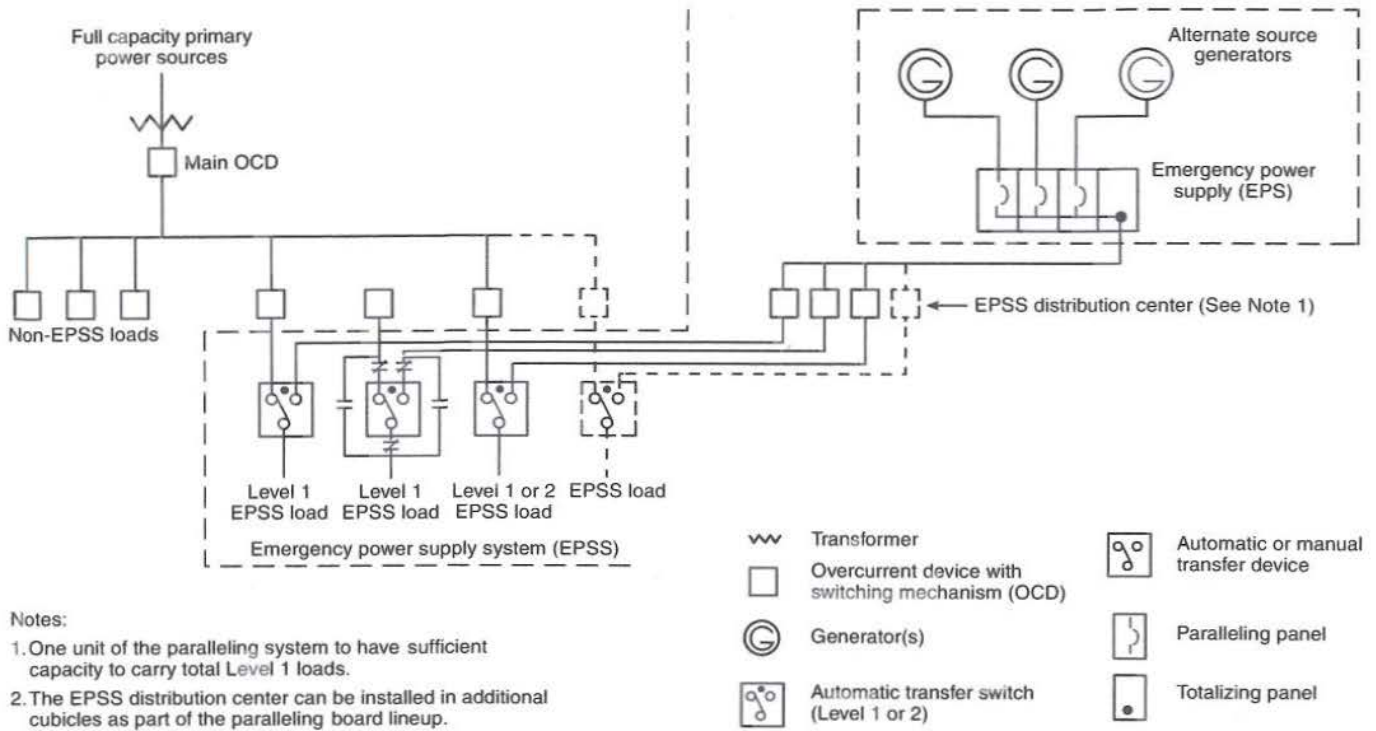 Full capacity primary
power sources
Main OCD
Non-EPSS loads
Alternate source
generators
G
G
G
Emergency power
supply (EPS)
EPSS distribution center (See Note 1)
Level 1
EPSS load
Level 1
EPSS load
Level 1 or 2
EPSS load
EPSS load
Emergency power supply system (EPSS)
Transformer
Overcurrent device with
switching mechanism (OCD)
G
Generator(s)
Automatic transfer switch
(Level 1 or 2)
Automatic or manual
transfer device
Paralleling panel
Totalizing panel
Notes:
1. One unit of the paralleling system to have sufficient
capacity to carry total Level 1 loads.
2. The EPSS distribution center can be installed in additional
cubicles as part of the paralleling board lineup.